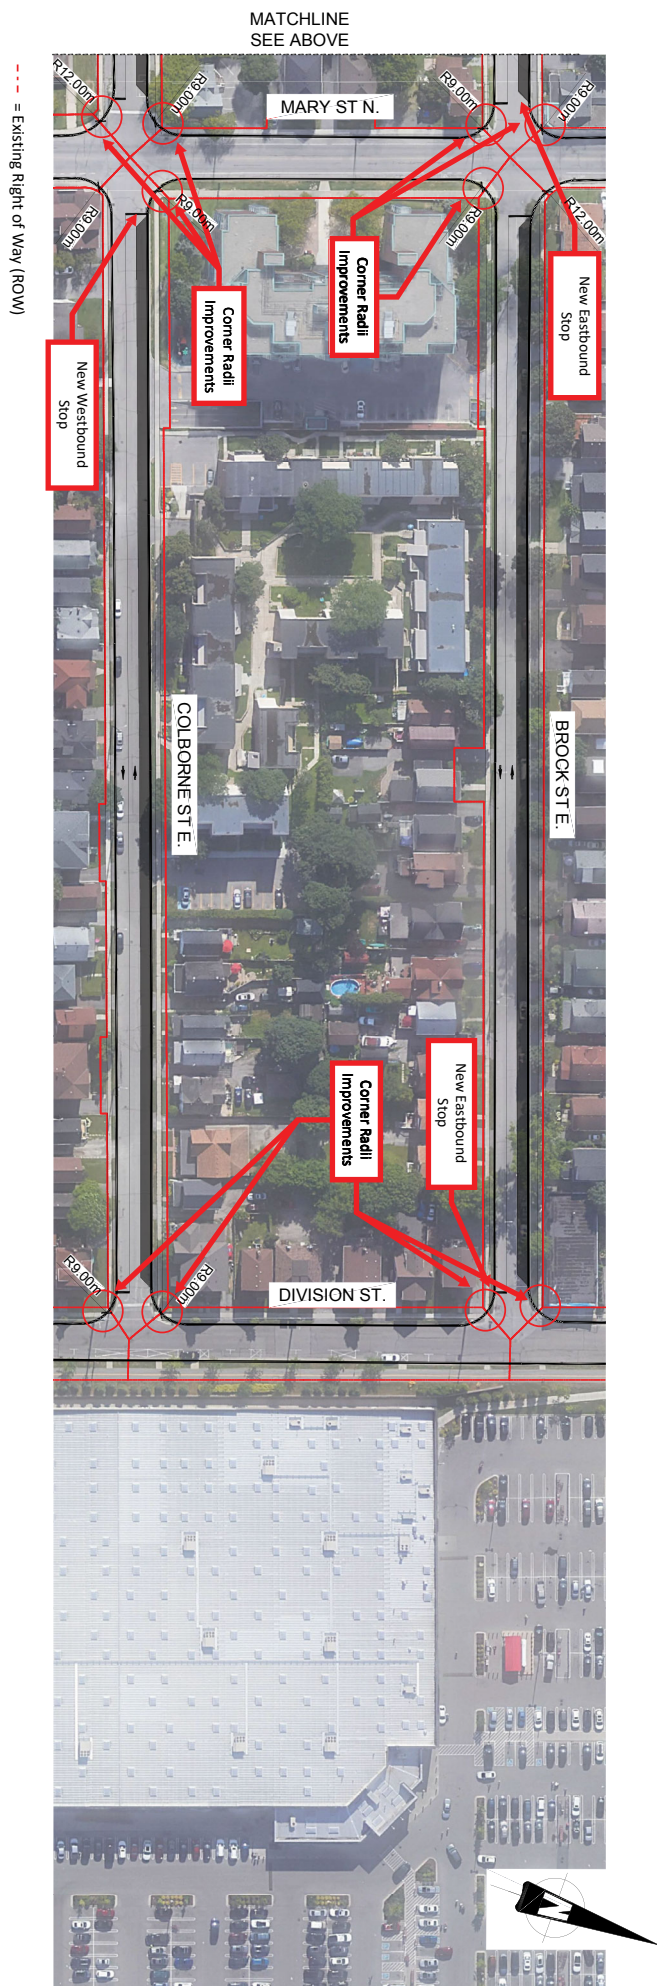 MATCHLINE
SEE ABOVE
- - - = Existing Right of Way (ROW)
R12.00m
R9.00m
MARY ST N.
R9.00m
R9.00m
R9.00m
R9.00m
R9.00m
R12.00m
Corner Radii
Improvements
Corner Radii
Improvements
New Eastbound
Stop
New Westbound
Stop
COLBORNE ST E.
BROCK ST E.
Corner Radii
Improvements
New Eastbound
Stop
R9.00m
R9.00m
DIVISION ST.
N